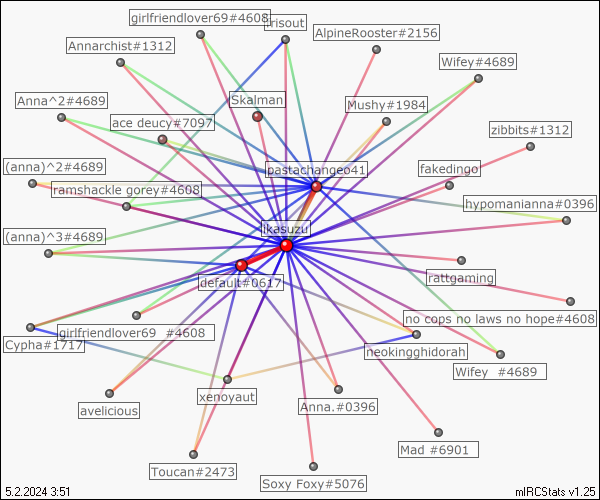 girlfriendlover69#4608
irisout
AlpineRooster#2156
Annarchist#1312
Wifey#4689
Anna^2#4689
Skalman
Mushy#1984
ace deucy#7097
zibbits#1312
(anna)^2#4689
pastachangeo41
fakedingo
ramshackle gorey#4608
hypomanianna#0396
ikasuzu
(anna)^3#4689
rattgaming
default#0617
no cops no laws no hope#4608
girlfriendlover69 #4608
Cypha#1717
neokingghidorah
Wifey #4689
xenoyaut
avelicious
Anna.#0396
Mad #6901
Toucan#2473
Soxy Foxy#5076
5.2.2024 3:51
mIRCStats v1.25